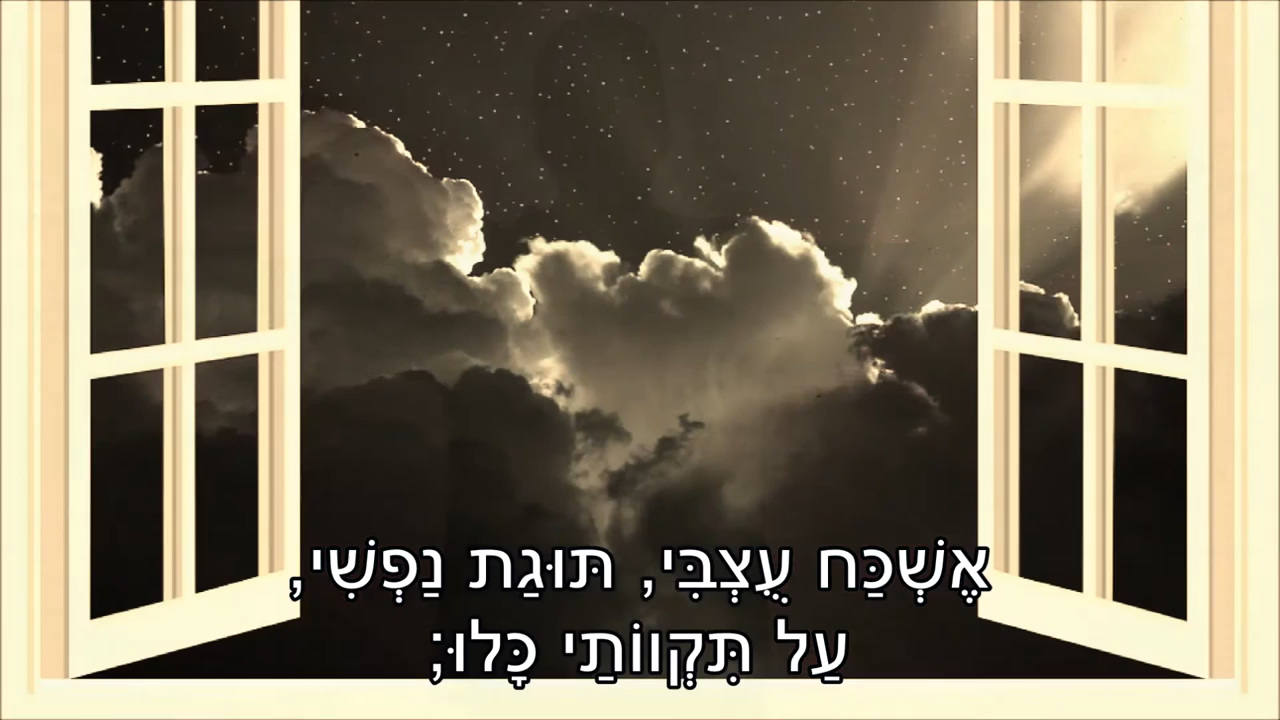 אֶשְׁכַּח עֻצְבִּי, תּוּגַת נַפְשִׁי,
עַל תִּקְווֹתַי כָּלוּ;